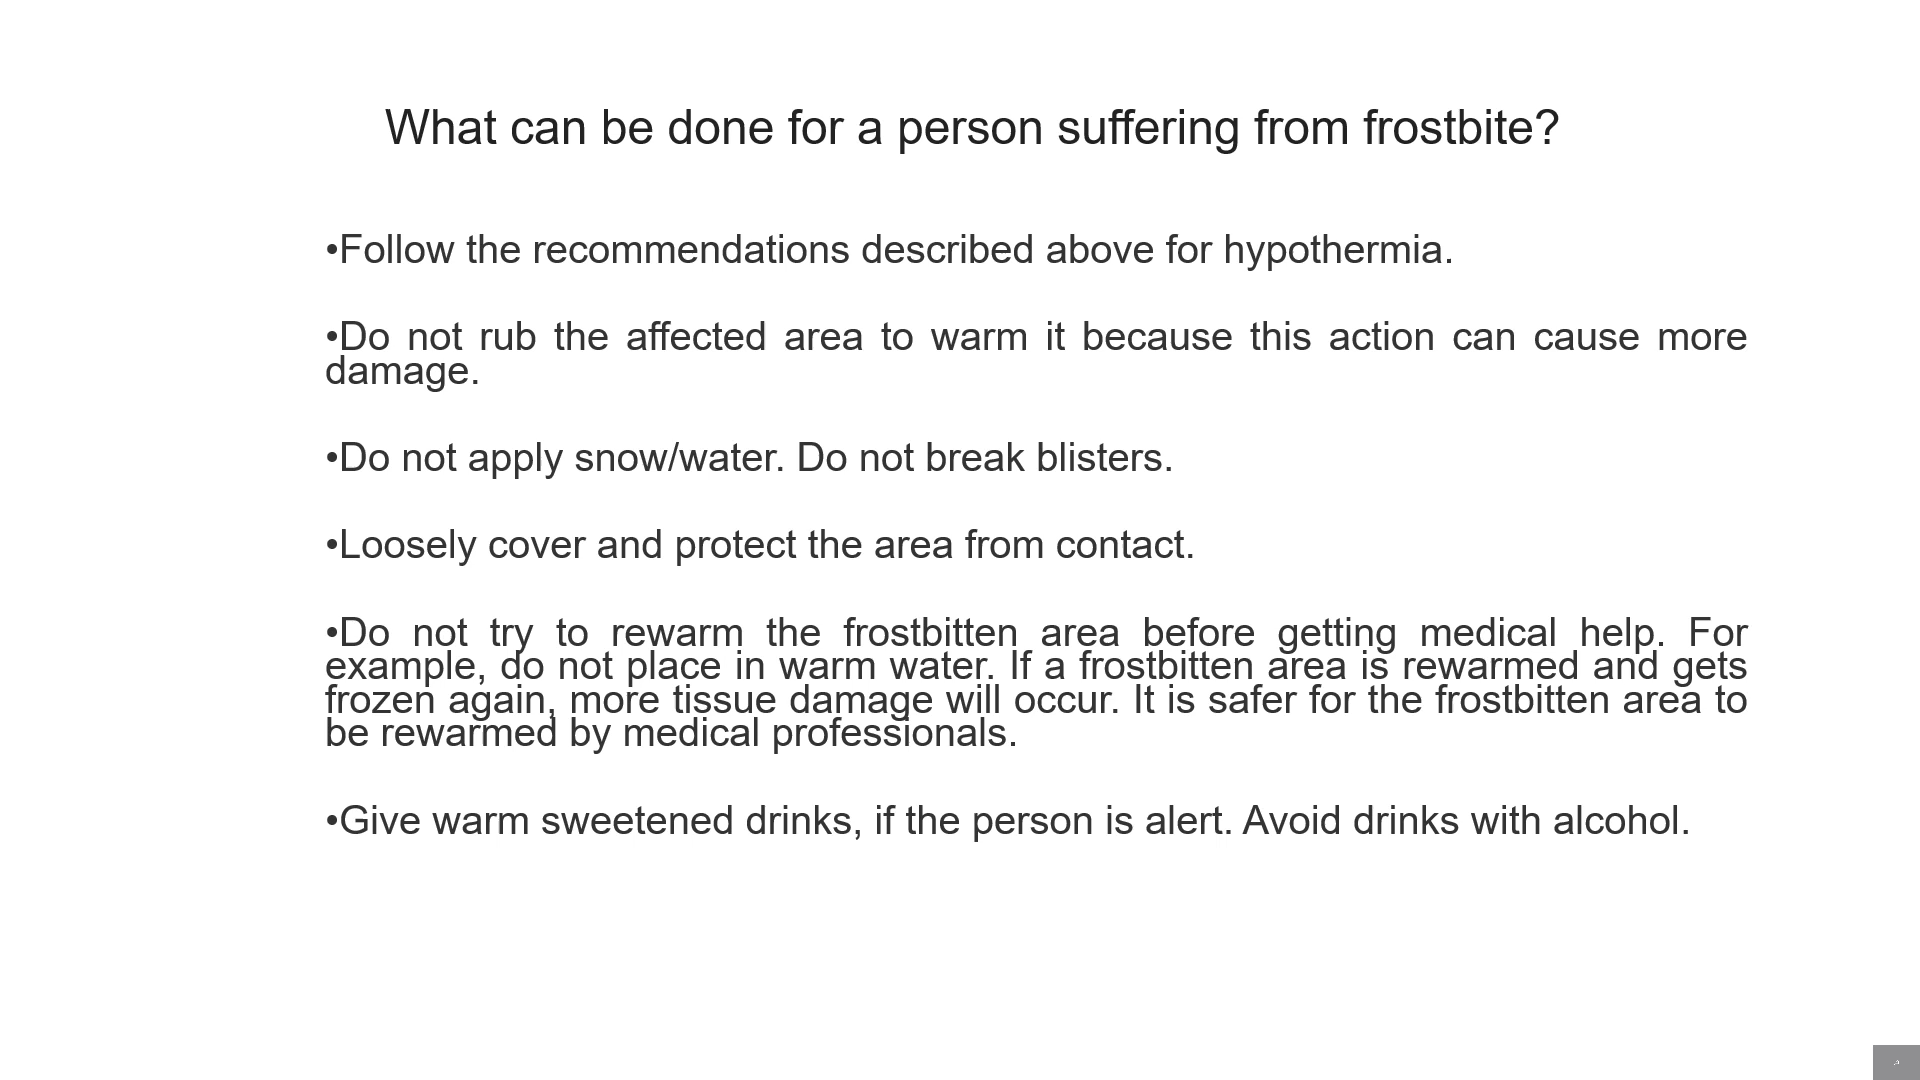 What can be done for a person suffering from frostbite?
•Follow the recommendations described above for hypothermia.
•Do not rub the affected area to warm it because this action can cause more
damage.
•Do not apply snow/water. Do not break blisters.
•Loosely cover and protect the area from contact.
•Do not try to rewarm the frostbitten area before getting medical help. For
example, do not place in warm water. If a frostbitten area is rewarmed and gets
frozen again, more tissue damage will occur. It is safer for the frostbitten area to
be rewarmed by medical professionals.
•Give warm sweetened drinks, if the person is alert. Avoid drinks with alcohol.